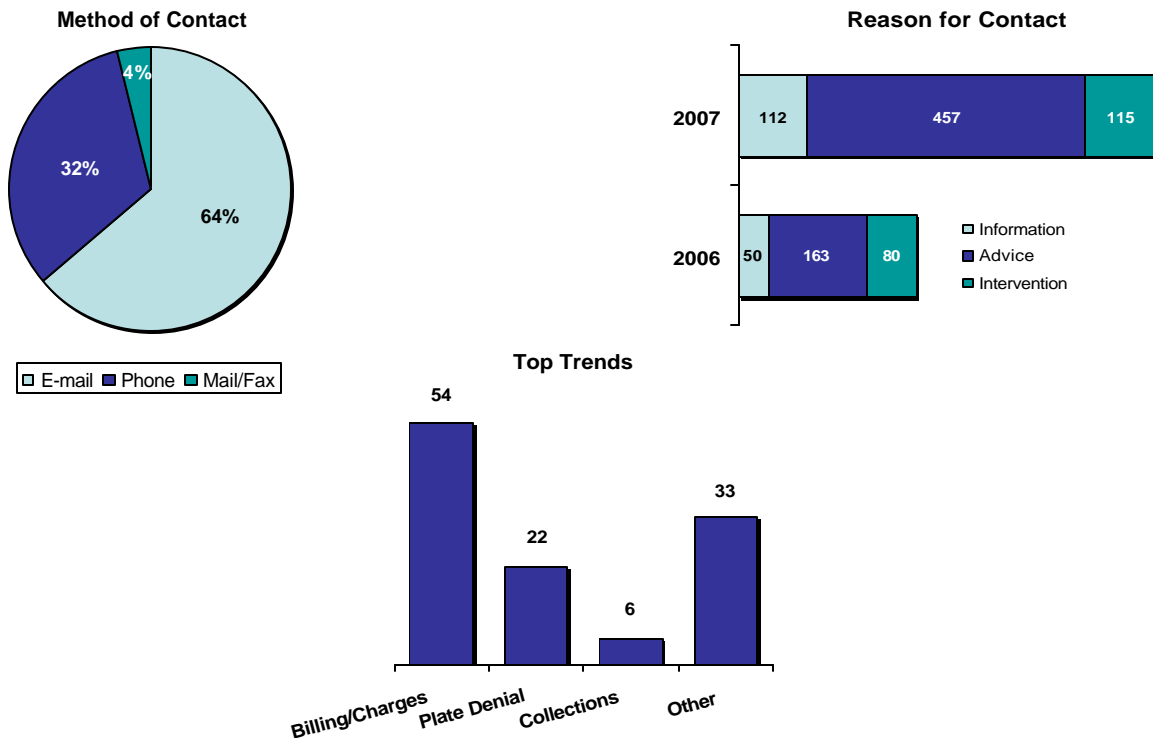 Method of Contact
4%
32%
64%
E-mail Phone Mail/Fax
Reason for Contact
2007
112 457 115
2006
50 163 80
Information
Advice
Intervention
Top Trends
54
22
6
33
Billing/Charges
Plate Denial
Collections
Other